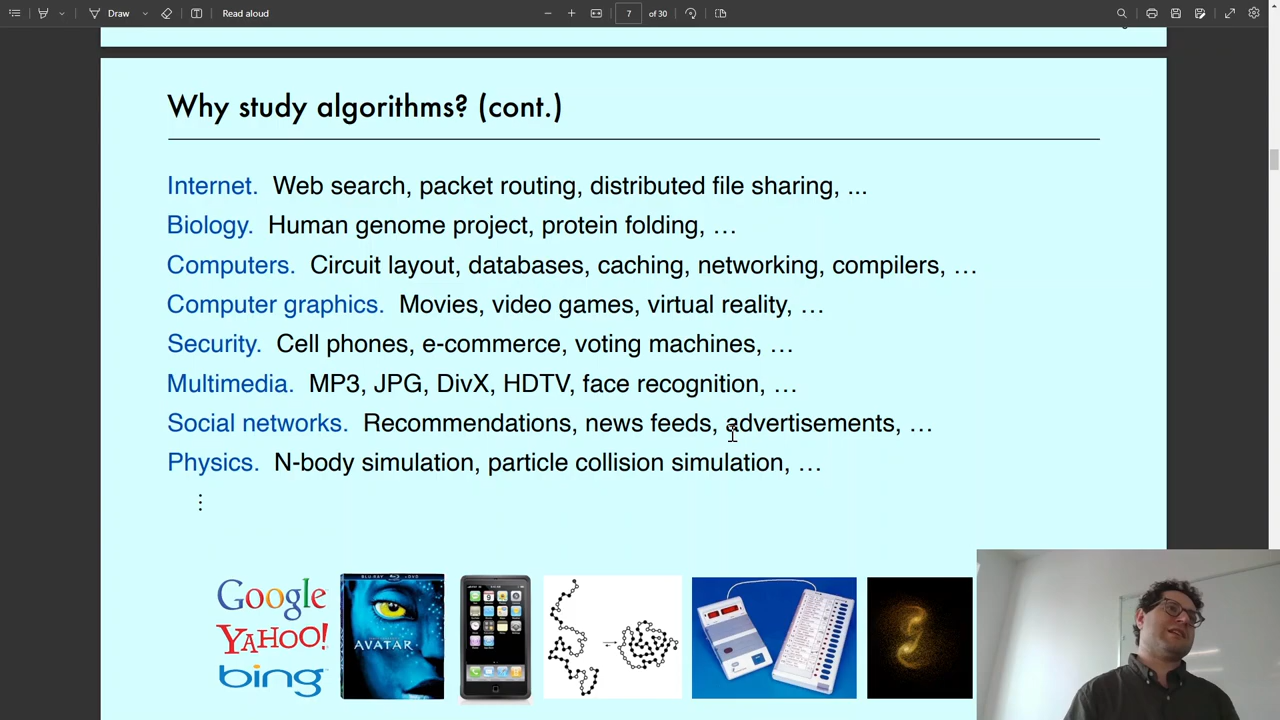 Draw
Read aloud
7
of 30
Why study algorithms? (cont.)
Internet. Web search, packet routing, distributed file sharing, ...
Biology. Human genome project, protein folding, …
Computers. Circuit layout, databases, caching, networking, compilers, …
Computer graphics. Movies, video games, virtual reality, …
Security. Cell phones, e-commerce, voting machines, …
Multimedia. MP3, JPG, DivX, HDTV, face recognition, …
Social networks. Recommendations, news feeds, advertisements, …
Physics. N-body simulation, particle collision simulation, …
⋮
Google
YAHOO!
bing
AVATAR